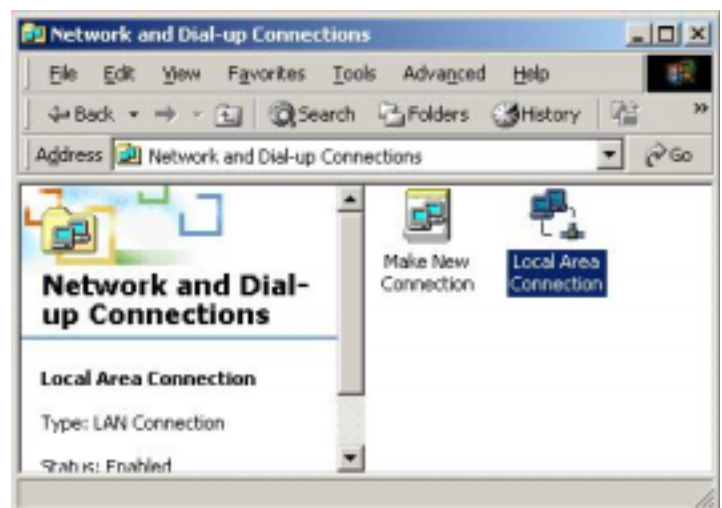 Network and Dial-up Connections
File Edit View Favorites Tools Advanced Help
Back Search Folders History »
Address Network and Dial-up Connections Go
Network and Dial-
up Connections
Local Area Connection
Type: LAN Connection
Status: Enabled
Make New
Connection
Local Area
Connection